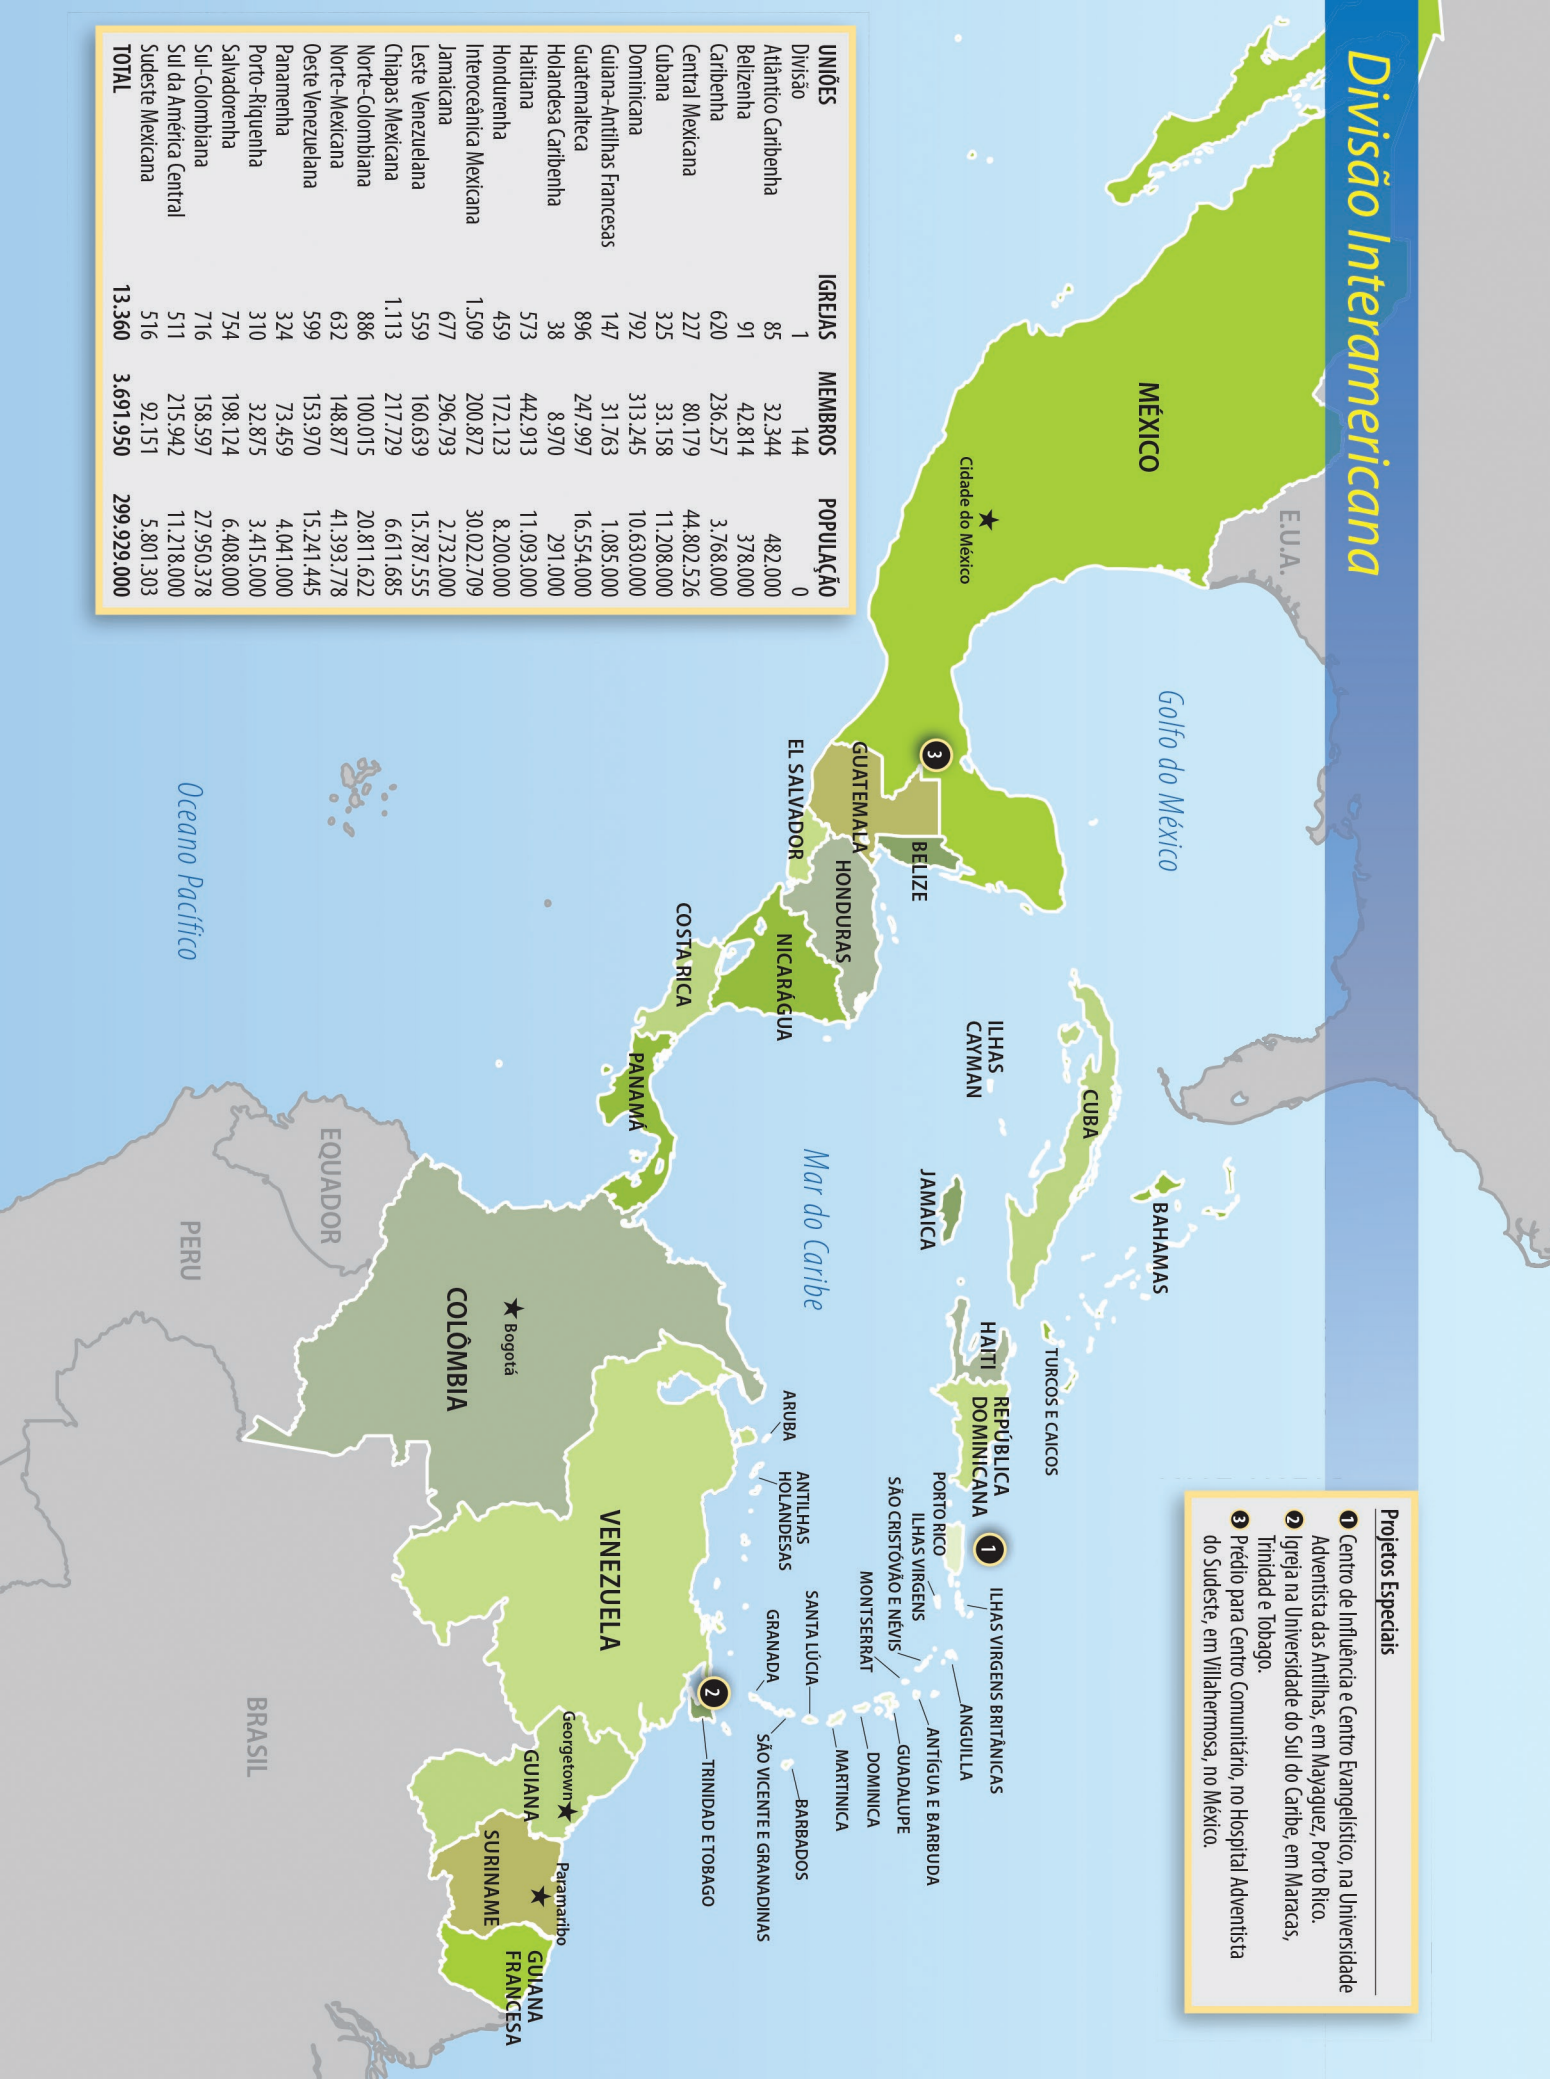 Divisão Interamericana
Projetos Especiais
1 Centro de Influência e Centro Evangelístico, na Universidade
Adventista das Antilhas, em Mayaguez, Porto Rico.
2 Igreja na Universidade do Sul do Caribe, em Maracas,
Trinidad e Tobago.
3 Prédio para Centro Comunitário, no Hospital Adventista
do Sudeste, em Villahermosa, no México.
E.U.A.
MÉXICO
Cidade do México
Golfo do México
3
GUATEMALA
EL SALVADOR
BELIZE
HONDURAS
NICARÁGUA
COSTA RICA
PANAMÁ
ILHAS
CAYMAN
CUBA
JAMAICA
BAHAMAS
Mar do Caribe
HAITI
TURCOS E CAICOS
REPÚBLICA
DOMINICANA
PORTO RICO
1
ILHAS VIRGENS
SÃO CRISTÓVÃO E NÉVIS
MONTSERRAT
ILHAS VIRGENS BRITÂNICAS
ANGUILA
ANTÍGUA E BARBUDA
GUADALUPE
DOMINICA
MARTINICA
SANTA LÚCIA
BARBADOS
GRANADA
SÃO VICENTE E GRANADINAS
ARUBA
ANTILHAS
HOLANDESAS
2
TRINIDAD E TOBAGO
VENEZUELA
COLÔMBIA
Bogotá
Georgetown
GUIANA
Paramaribo
SURINAME
GUIANA
FRANCESA
EQUADOR
PERU
BRASIL
Oceano Pacífico
UNIÕES IGREJAS MEMBROS POPULAÇÃO
Divisão 1 144 0
Atlântico Caribenha 85 32.344 482.000
Belizenha 91 42.814 378.000
Caribenha 620 236.257 3.768.000
Central Mexicana 227 80.179 44.802.526
Cubana 325 33.158 11.208.000
Dominicana 792 313.245 10.630.000
Guiana-Antilhas Francesas 147 31.763 1.085.000
Guatemalteca 896 247.997 16.554.000
Holandesa Caribenha 38 8.970 291.000
Hondurenha 459 172.123 8.200.000
Haitiana 573 442.913 11.093.000
Interoceânica Mexicana 1.509 200.872 30.022.709
Jamaicana 677 296.793 2.732.000
Leste Venezuelana 559 160.639 15.787.555
Chiapas Mexicana 1.113 217.729 6.611.685
Norte-Colombiana 886 100.015 20.811.622
Norte-Mexicana 632 148.877 41.393.778
Oeste Venezuelana 599 153.970 15.241.445
Panamenha 324 73.459 4.041.000
Porto-Riquenha 310 32.875 3.415.000
Salvadorenha 754 198.124 6.408.000
Sul-Colombiana 716 158.597 27.950.378
Sul da América Central 511 215.942 11.218.000
Sudeste Mexicana 516 92.151 5.801.303
TOTAL 13.360 3.691.950 299.929.000